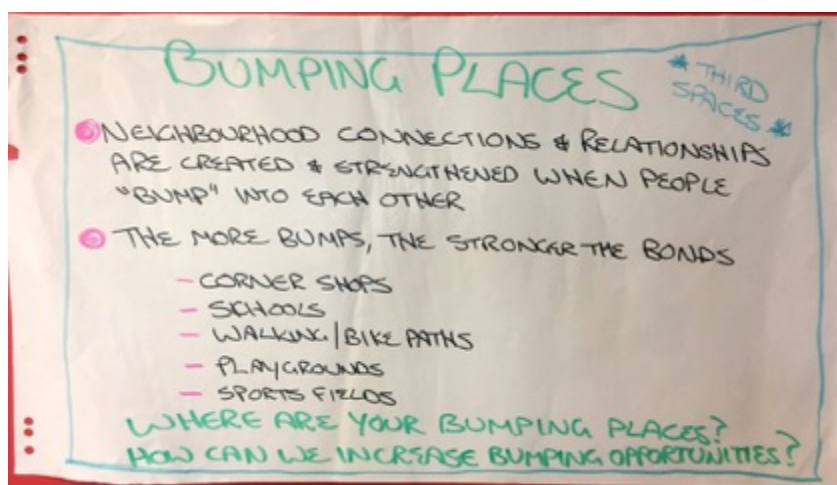 BUMPING PLACES
* THIRD
SPACES *
NEIGHBOURHOOD CONNECTIONS & RELATIONSHIPS
ARE CREATED & STRENGTHENED WHEN PEOPLE
"BUMP" INTO EACH OTHER
THE MORE BUMPS, THE STRONGER THE BONDS
- CORNER SHOPS
- SCHOOLS
- WALKING/BIKE PATHS
- PLAYGROUNDS
- SPORTS FIELDS
WHERE ARE YOUR BUMPING PLACES?
HOW CAN WE INCREASE BUMPING OPPORTUNITIES?